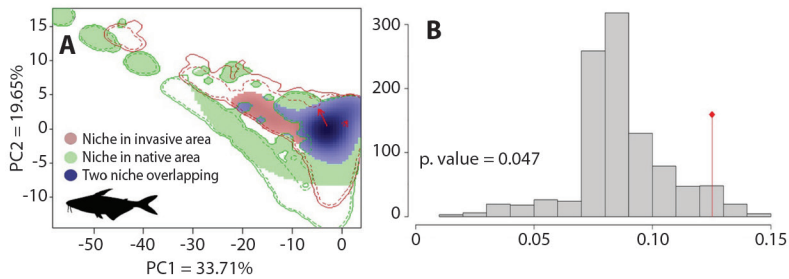 A
PC2 = 19.65%
15
10
5
0
-5
-10
Niche in invasive area
Niche in native area
Two niche overlapping
-50
-40
-30
-20
-10
0
PC1 = 33.71%
B
300
200
100
0
p. value = 0.047
0
0.05
0.10
0.15